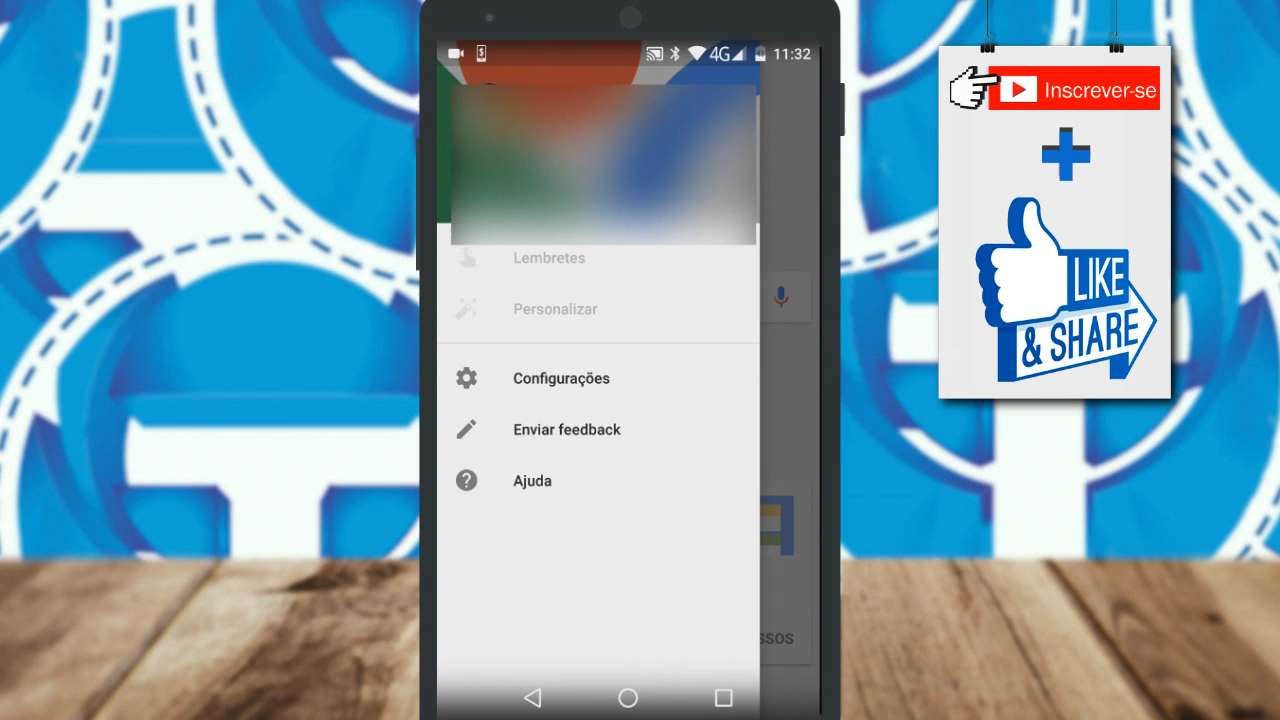 4G 11:32
Lembretes
Personalizar
Configurações
Enviar feedback
Ajuda
Inscrever-se
LIKE
& SHARE